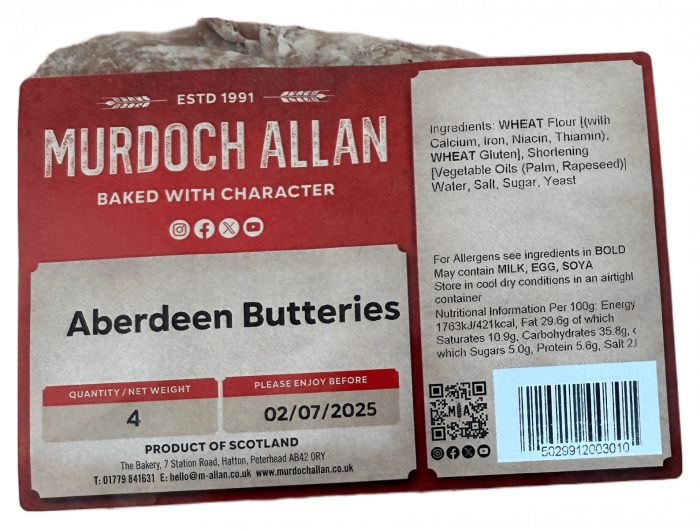 ESTD 1991
MURDOCH ALLAN
BAKED WITH CHARACTER
Aberdeen Butteries
QUANTITY / NET WEIGHT
4
PLEASE ENJOY BEFORE
02/07/2025
PRODUCT OF SCOTLAND
The Bakery, 7 Station Road, Hatton, Peterhead AB42 0RY
T: 01779 841631 E: hello@m-allan.co.uk www.murdochallan.co.uk
Ingredients: WHEAT Flour [(with
Calcium, Iron, Niacin, Thiamin),
WHEAT Gluten], Shortening
[Vegetable Oils (Palm, Rapeseed)]
Water, Salt, Sugar, Yeast
For Allergens see ingredients in BOLD
May contain MILK, EGG, SOYA
Store in cool dry conditions in an airtight
container
Nutritional Information Per 100g: Energy
1763kJ/421kcal, Fat 29.6g of which
Saturates 10.9g, Carbohydrates 35.8g,
which Sugars 5.0g, Protein 5.6g, Salt
MA
5029912003010